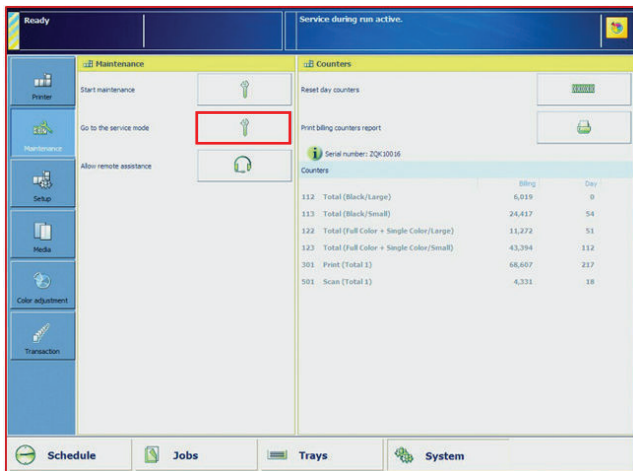 Ready
Service during run active.
Printer
Maintenance
Setup
Media
Color adjustment
Transaction
Maintenance
Start maintenance
Go to the service mode
Allow remote assistance
Counters
Reset day counters
Print billing counters report
Serial number: ZQK10016
Counters
Billing Day
112 Total (Black/Large) 6,019 0
113 Total (Black/Small) 24,417 54
122 Total (Full Color + Single Color/Large) 11,272 51
123 Total (Full Color + Single Color/Small) 43,394 112
301 Print (Total 1) 68,607 217
501 Scan (Total 1) 4,331 18
Schedule Jobs Trays System